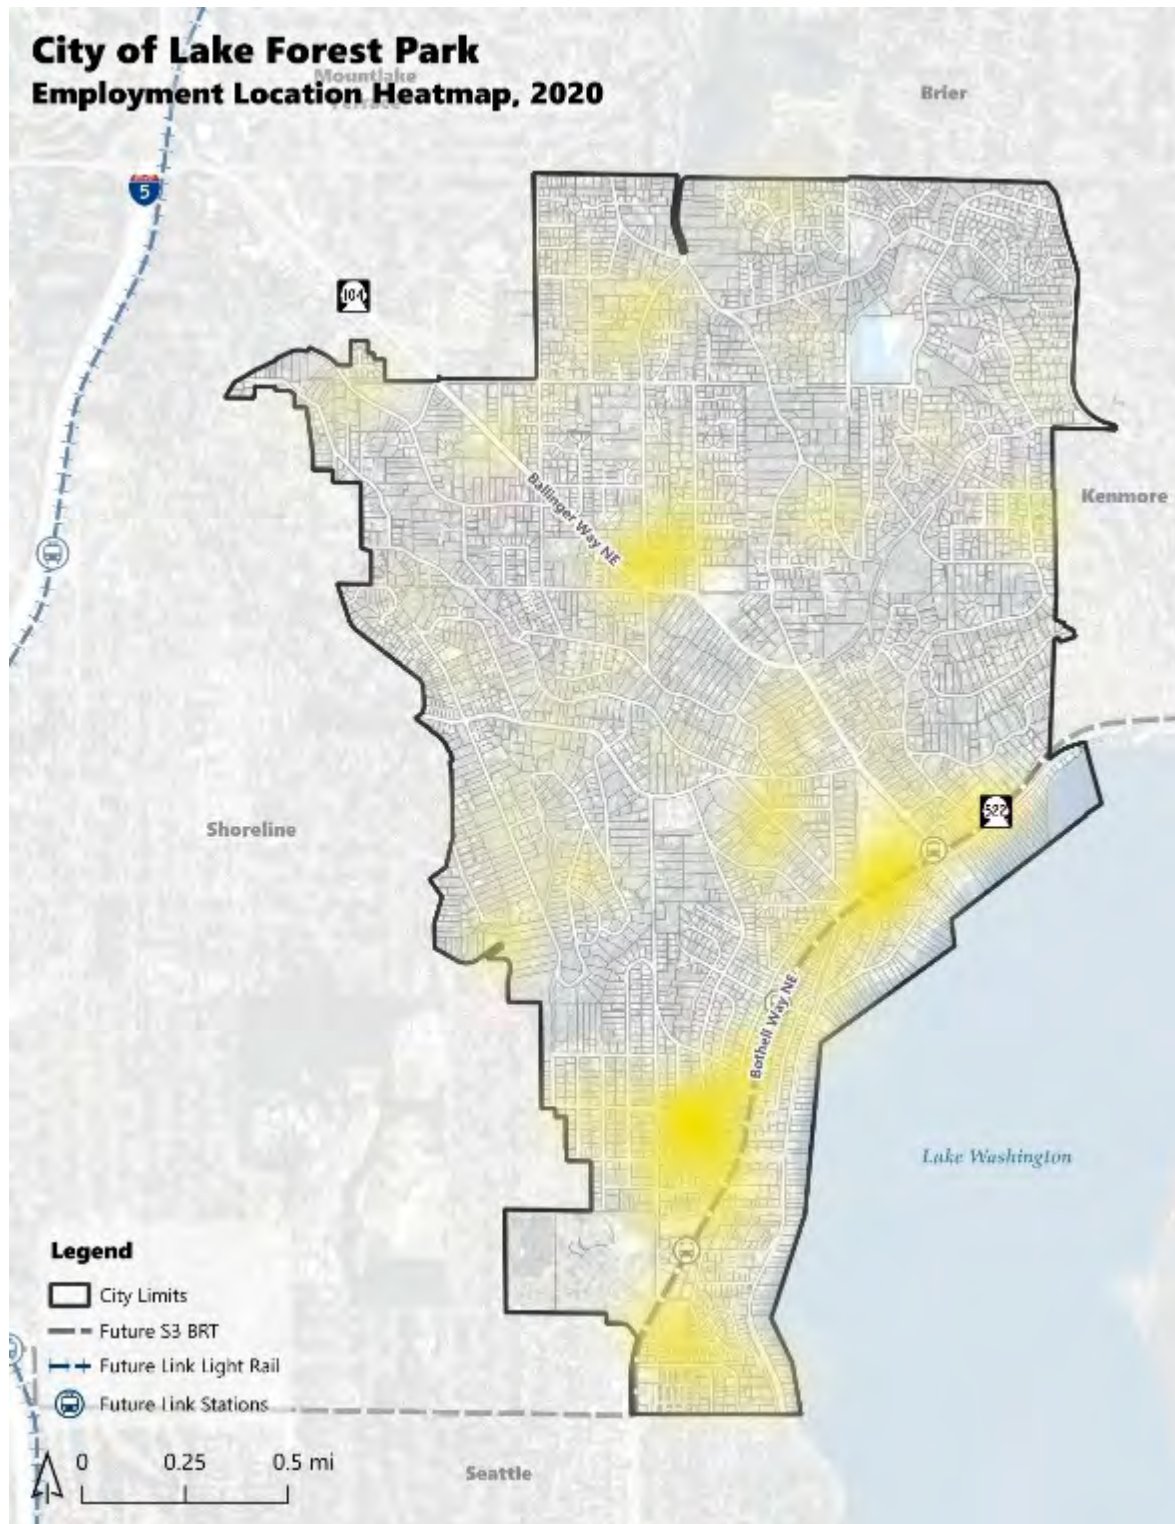 City of Lake Forest Park
Mountlake
Terrace
Employment Location Heatmap, 2020
Brier
5
104
Ballinger Way NE
Kenmore
Shoreline
522
Bothell Way NE
Lake Washington
Legend
City Limits
Future S3 BRT
Future Link Light Rail
Future Link Stations
0 0.25 0.5 mi
Seattle